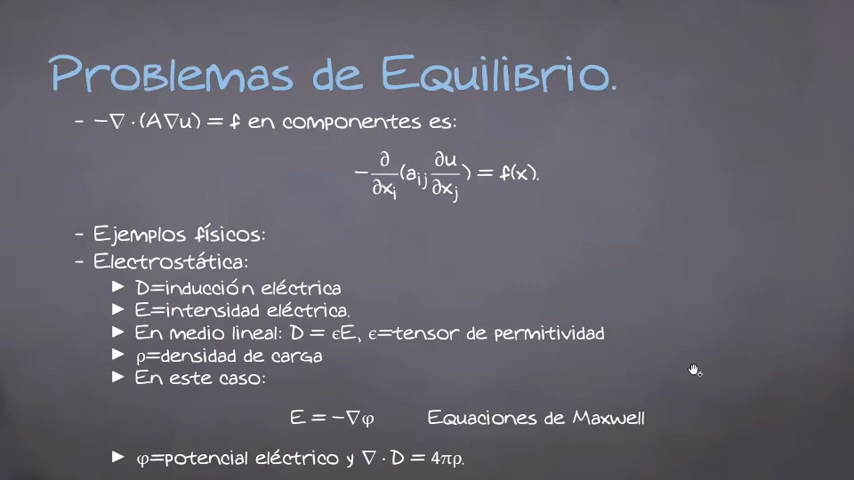 Problemas de Equilibrio.
- −∇ · (A∇u) = f en componentes es:
−∂/∂xᵢ (aᵢⱼ ∂u/∂xⱼ) = f(x).
- Ejemplos físicos:
- Electrostática:
▶ D=inducción eléctrica
▶ E=intensidad eléctrica.
▶ En medio lineal: D = ϵE, ϵ=tensor de permitividad
▶ ρ=densidad de carga
▶ En este caso:
E = −∇φ Equaciones de Maxwell
▶ φ=potencial eléctrico y ∇ · D = 4πρ.